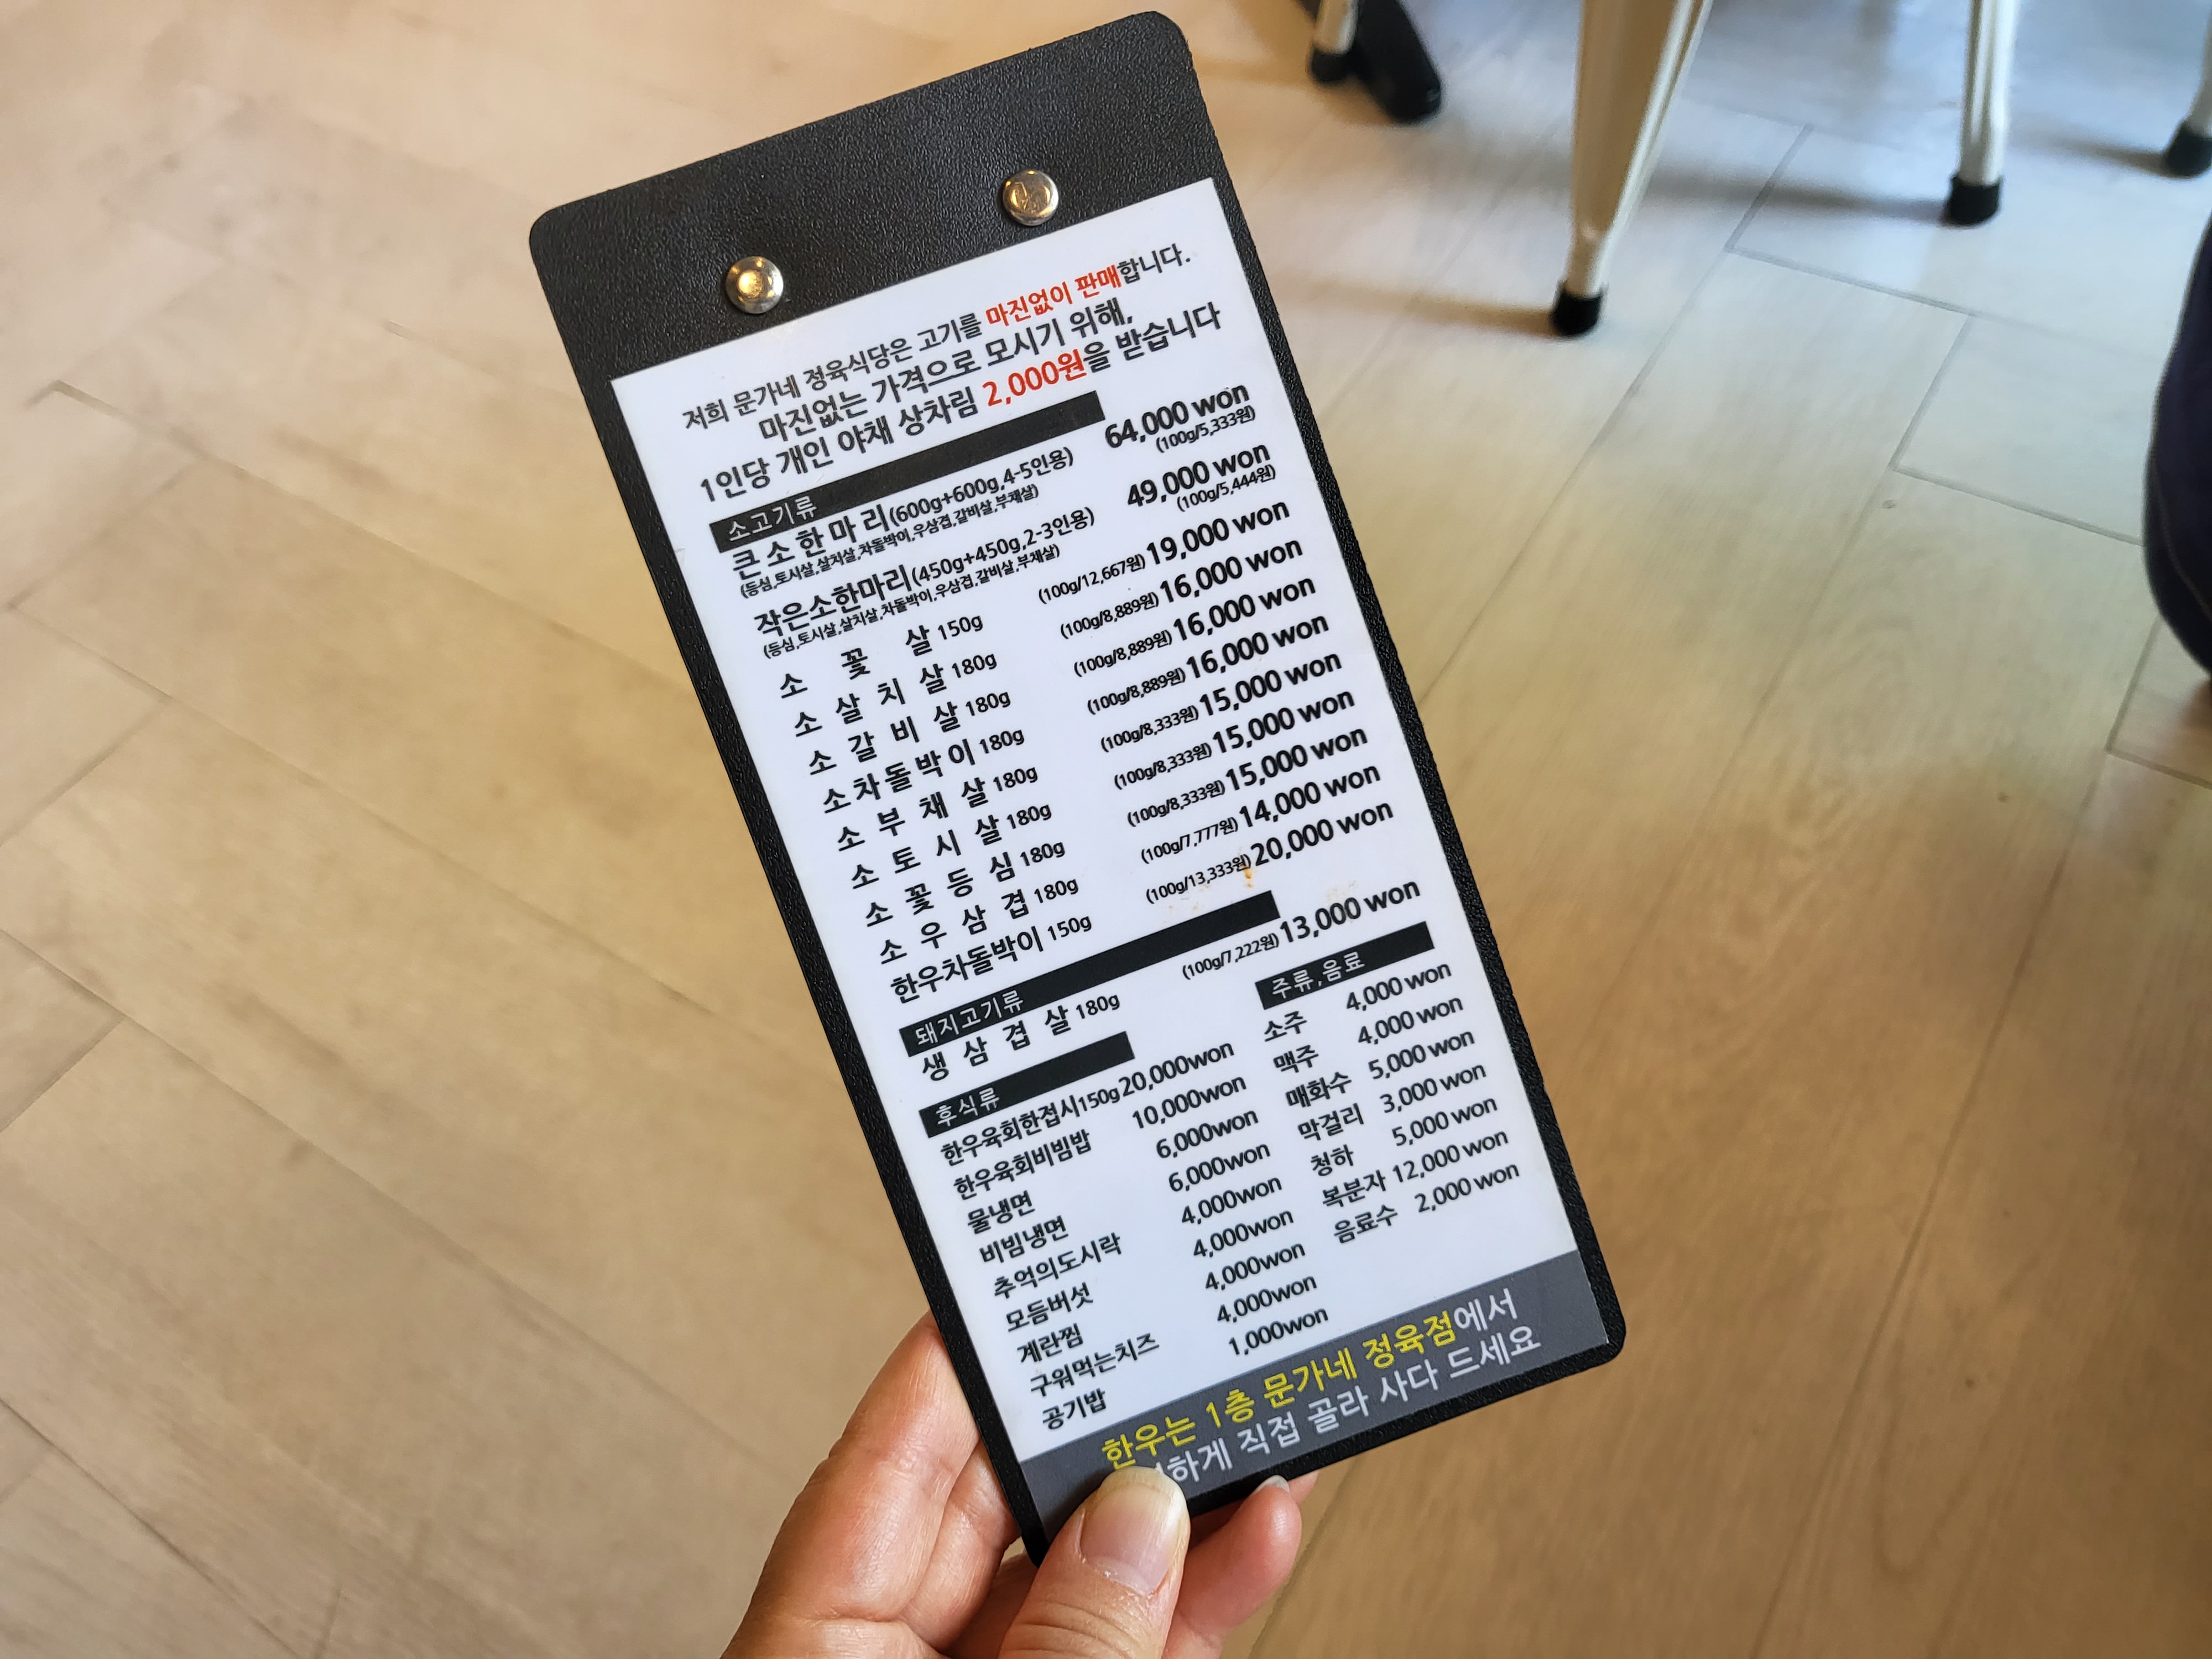 저희 문가네 정육식당은 고기를 마진없이 판매합니다.
마진없는 가격으로 모시기 위해,
1인당 개인 야채 상차림 2,000원을 받습니다
소고기류
큰소한마리(600g+600g,4-5인용) 64,000 won
(등심,토시살,살치살,차돌박이,우삼겹,갈비살,부채살) (100g/5,333원)
작은소한마리(450g+450g,2-3인용) 49,000 won
(등심,토시살,살치살,차돌박이,우삼겹,갈비살,부채살) (100g/5,444원)
소꽃살 150g (100g/12,667원) 19,000 won
소살치살 180g (100g/8,889원) 16,000 won
소갈비살 180g (100g/8,889원) 16,000 won
소차돌박이 180g (100g/8,889원) 16,000 won
소부채살 180g (100g/8,333원) 15,000 won
소토시살 180g (100g/8,333원) 15,000 won
소꽃등심 180g (100g/8,333원) 15,000 won
소우삼겹 180g (100g/7,777원) 14,000 won
한우차돌박이 150g (100g/13,333원) 20,000 won
돼지고기류
생삼겹살 180g (100g/7,222원) 13,000 won
후식류
한우육회한접시150g 20,000won
한우육회비빔밥 10,000won
물냉면 6,000won
비빔냉면 6,000won
추억의도시락 4,000won
모듬버섯 4,000won
계란찜 4,000won
구워먹는치즈 4,000won
공기밥 1,000won
주류,음료
소주 4,000 won
맥주 4,000 won
매화수 5,000 won
막걸리 3,000 won
청하 5,000 won
복분자 12,000 won
음료수 2,000 won
한우는 1층 문가네 정육점에서
하게 직접 골라 사다 드세요